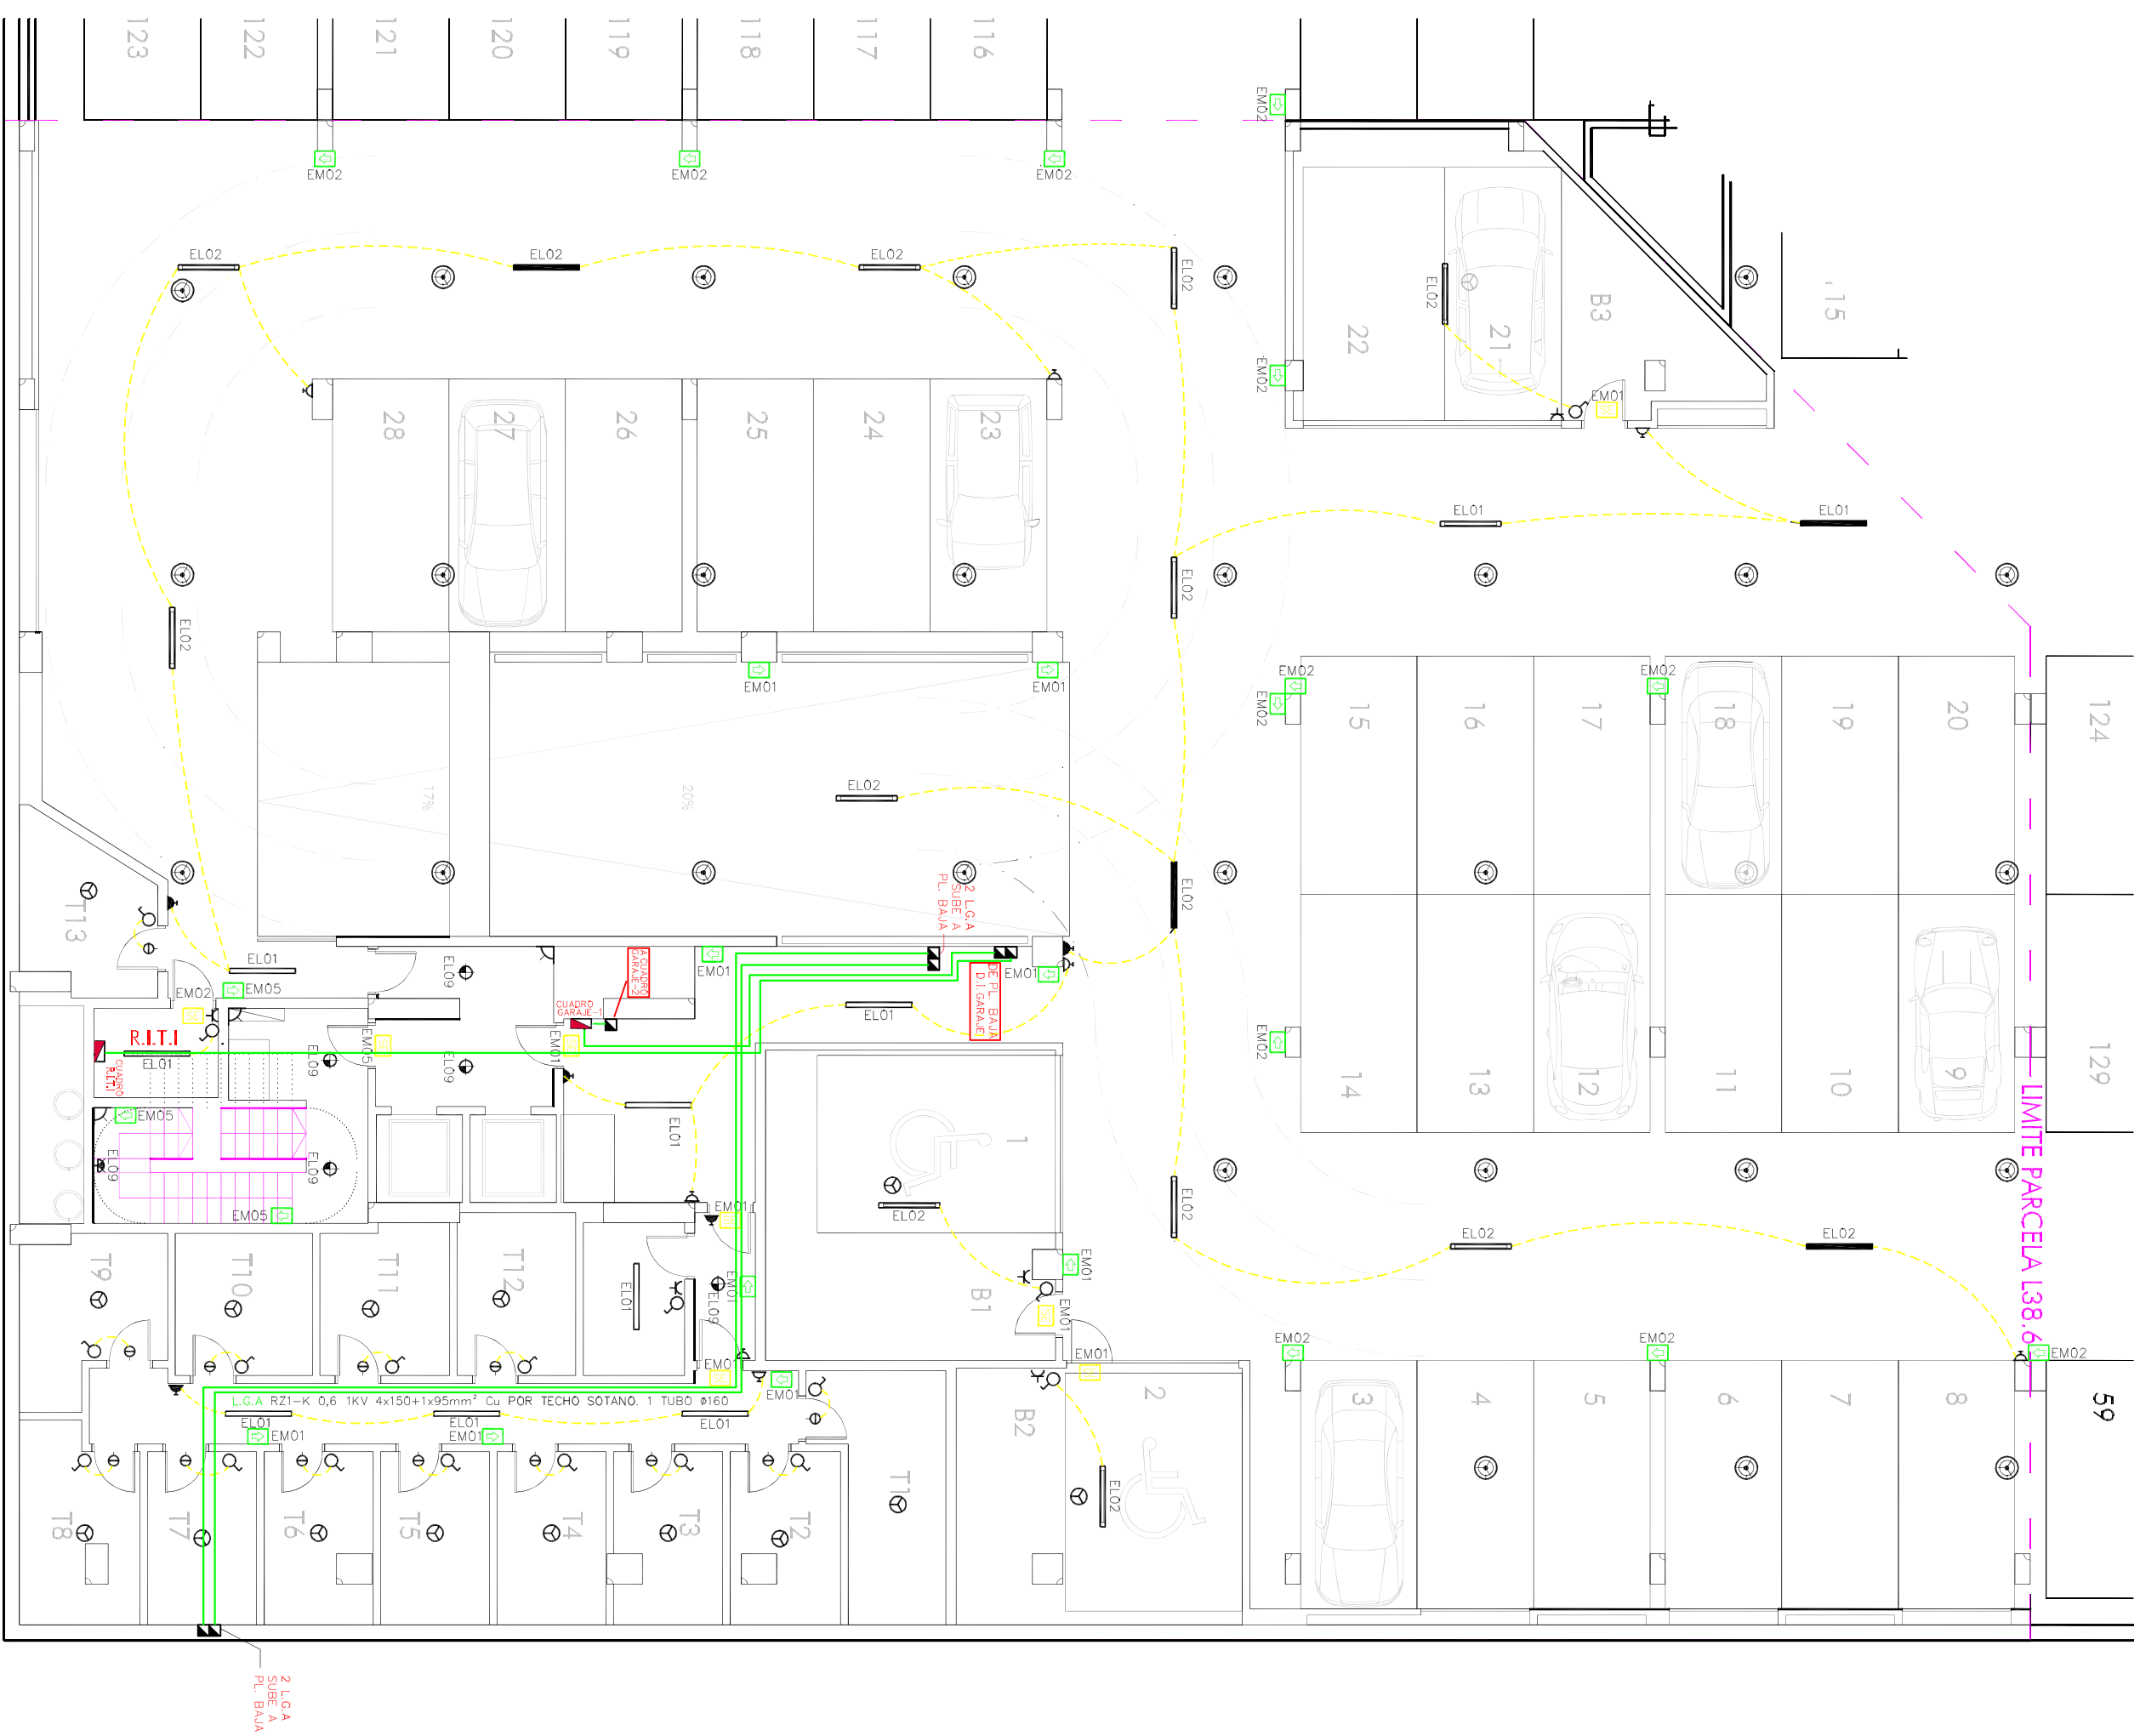 123
122
121
120
119
118
117
116
EM02
EM02
EM02
EM02
EL02
EL02
EL02
EL02
EL02
22
21
B3
EM02
EM01
28
27
26
25
24
23
EL01
EL01
EL02
EL02
EM01
EM01
EM02
EM02
EM02
15
16
17
18
19
20
124
17%
20%
EL02
EL02
2 L.G.A
SUBE A
PL. BAJA
T13
EL01
EM05
EM02
EL09
A CUADRO
GARAJE-2
CUADRO
GARAJE-1
EM01
EM01
DE PL. BAJA
D.I. GARAJE
EL01
R.I.T.I
EL01
CUADRO
R.I.T.I
EL09
EM05
EL09
EM01
EM02
14
13
12
11
10
9
129
LIMITE PARCELA L38.6
EM05
EL09
EL09
EM05
EL01
1
EL02
EM01
EM01
EL01
EL09
EM01
B1
EM01
EL02
EL02
EL02
T9
T10
T11
T12
EM01
EM01
EM01
EM02
EM02
EM02
L.G.A RZ1-K 0,6 1KV 4x150+1x95mm² Cu POR TECHO SOTANO. 1 TUBO Ø160
EL01
EL01
EL01
EM01
EM01
B2
2
3
4
5
6
7
8
59
EL02
T8
T7
T6
T5
T4
T3
T2
T1
2 L.G.A
SUBE A
PL. BAJA